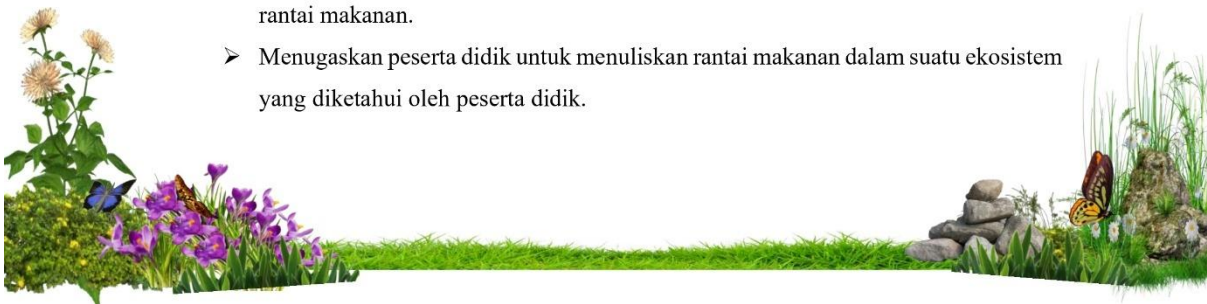 rantai makanan.
➢ Menugaskan peserta didik untuk menuliskan rantai makanan dalam suatu ekosistem
yang diketahui oleh peserta didik.